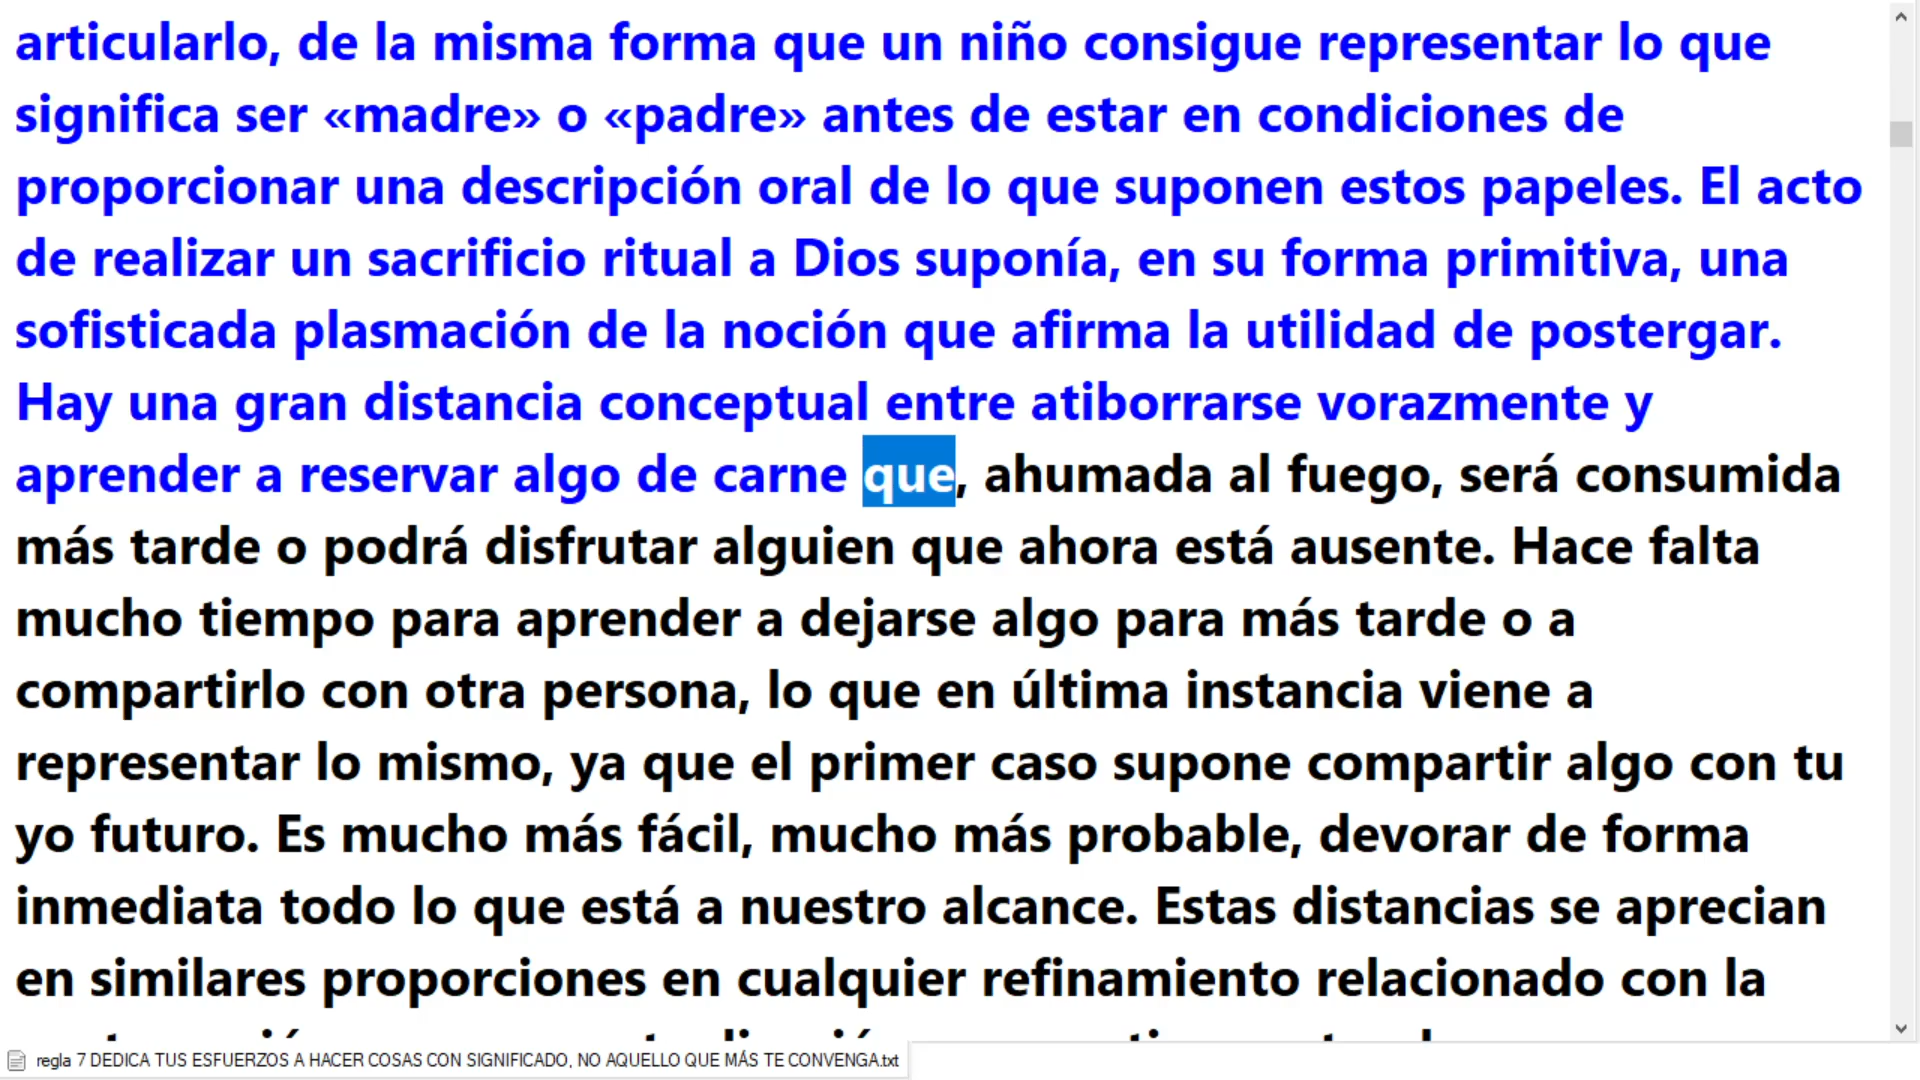 articularlo, de la misma forma que un niño consigue representar lo que
significa ser «madre» o «padre» antes de estar en condiciones de
proporcionar una descripción oral de lo que suponen estos papeles. El acto
de realizar un sacrificio ritual a Dios suponía, en su forma primitiva, una
sofisticada plasmación de la noción que afirma la utilidad de postergar.
Hay una gran distancia conceptual entre atiborrarse vorazmente y
aprender a reservar algo de carne que, ahumada al fuego, será consumida
más tarde o podrá disfrutar alguien que ahora está ausente. Hace falta
mucho tiempo para aprender a dejarse algo para más tarde o a
compartirlo con otra persona, lo que en última instancia viene a
representar lo mismo, ya que el primer caso supone compartir algo con tu
yo futuro. Es mucho más fácil, mucho más probable, devorar de forma
inmediata todo lo que está a nuestro alcance. Estas distancias se aprecian
en similares proporciones en cualquier refinamiento relacionado con la
regla 7 DEDICA TUS ESFUERZOS A HACER COSAS CON SIGNIFICADO, NO AQUELLO QUE MÁS TE CONVENGA.txt